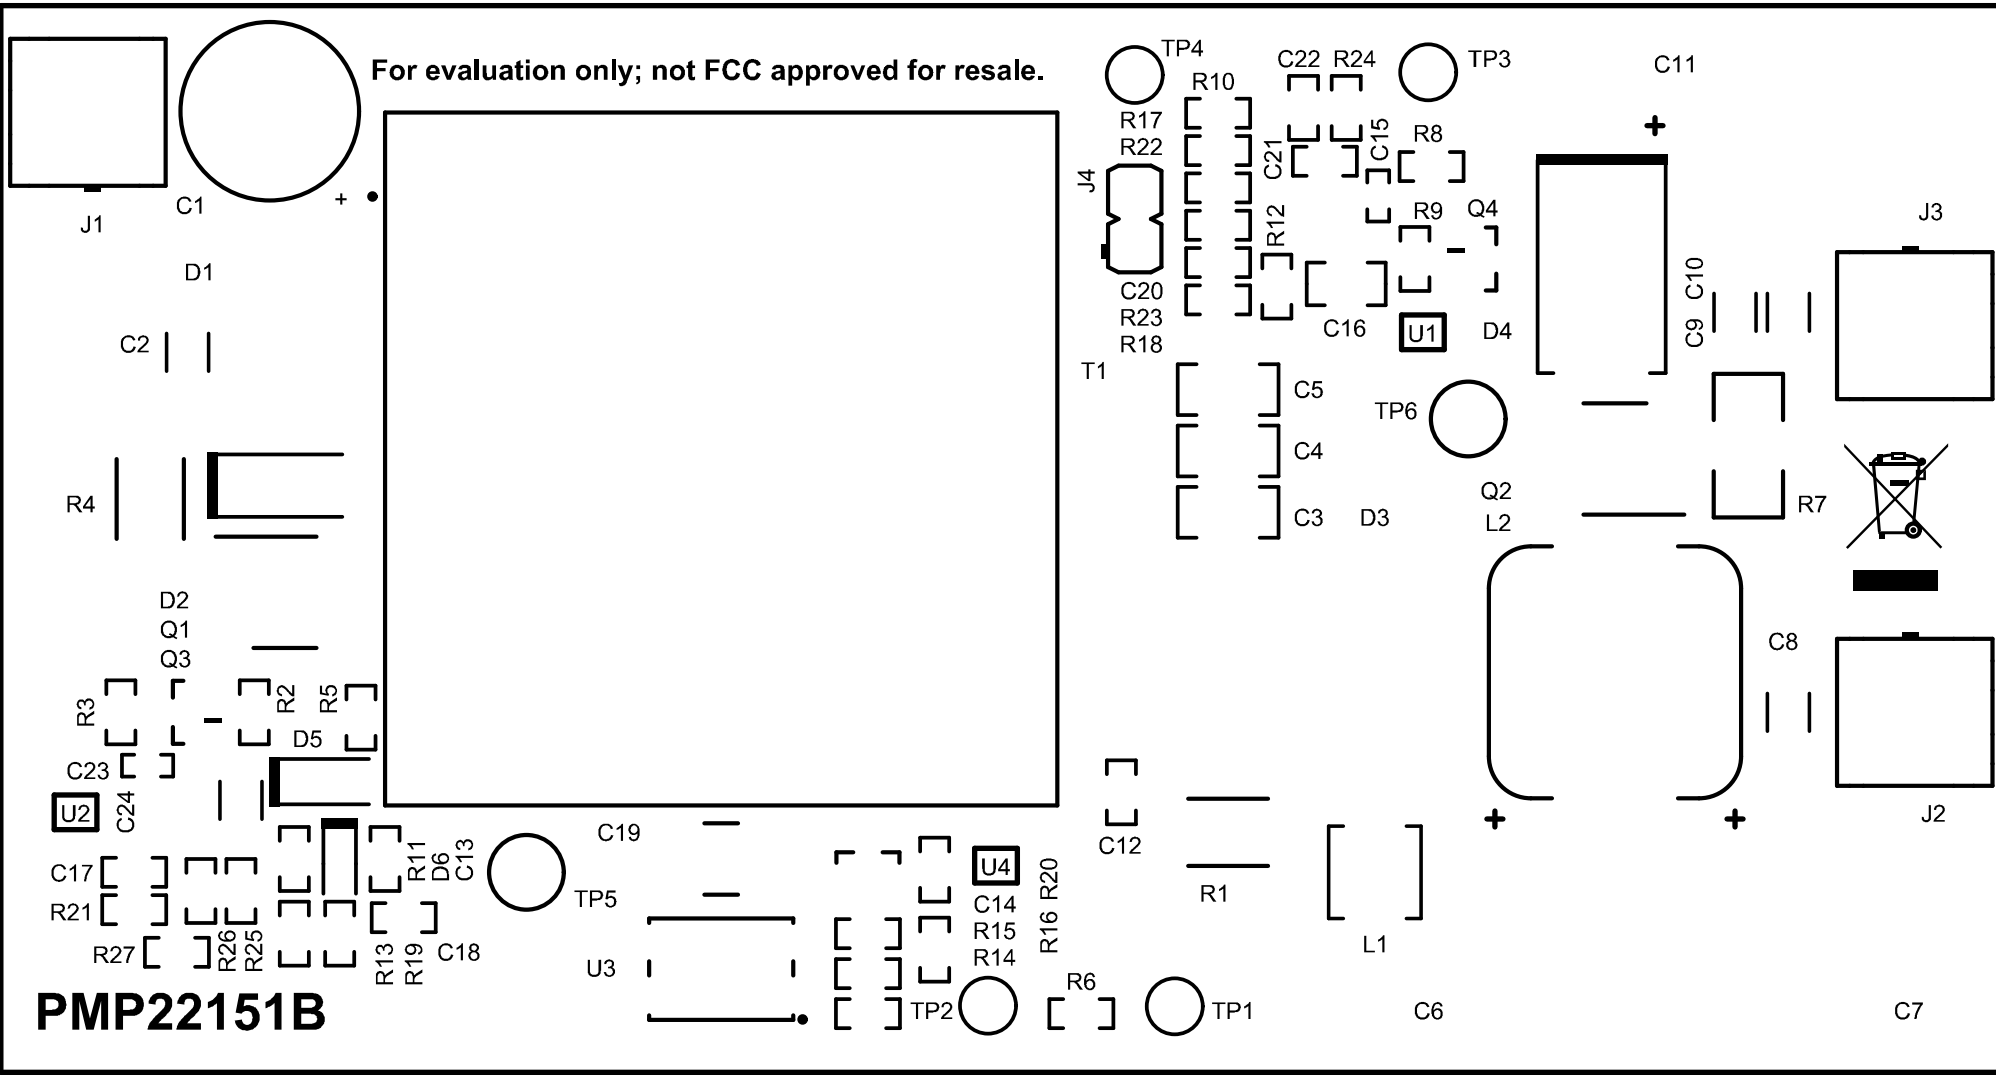 For evaluation only; not FCC approved for resale.
TP4
C22 R24
TP3
C11
R10
R17
R22
C21
C15
R8
+
J4
J1
C1
+
R12
R9
Q4
J3
D1
C20
R23
R18
C16
U1
D4
C10
C9
C2
T1
C5
TP6
C4
R4
C3
D3
Q2
L2
R7
D2
Q1
Q3
C8
R3
R2
R5
D5
C23
U2
C24
C19
C12
+ +
J2
C17
R11
D6
C13
U4
R20
R21
TP5
C14
R15
R14
R16
R1
R27
R26
R25
R13
R19
C18
U3
L1
R6
PMP22151B
TP2
TP1
C6
C7